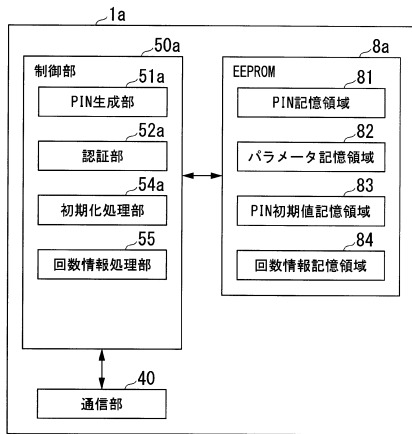 1a
50a
制御部
51a
PIN生成部
52a
認証部
54a
初期化処理部
55
回数情報処理部
8a
EEPROM
81
PIN記憶領域
82
パラメータ記憶領域
83
PIN初期値記憶領域
84
回数情報記憶領域
40
通信部